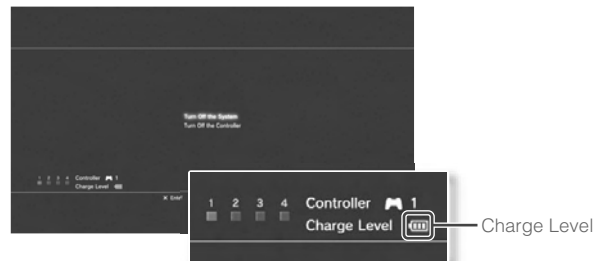 Turn Off the System
Turn Off the Controller
1 2 3 4 Controller 1
Charge Level
✕ Enter
1 2 3 4 Controller 1
Charge Level
Charge Level